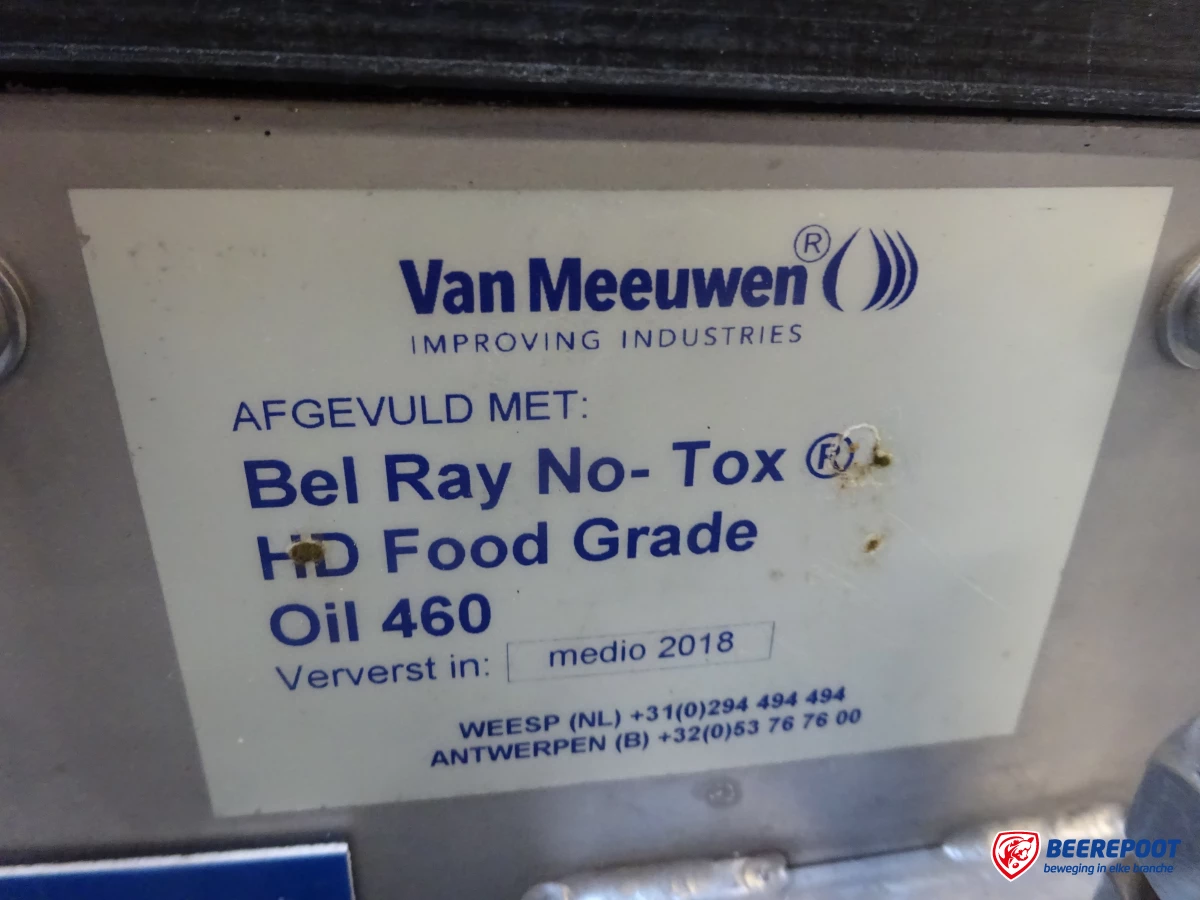 Van Meeuwen®
IMPROVING INDUSTRIES
AFGEVULD MET:
Bel Ray No- Tox ®
HD Food Grade
Oil 460
Ververst in: medio 2018
WEESP (NL) +31(0)294 494 494
ANTWERPEN (B) +32(0)53 76 76 00
BEEREPOOT
beweging in elke branche